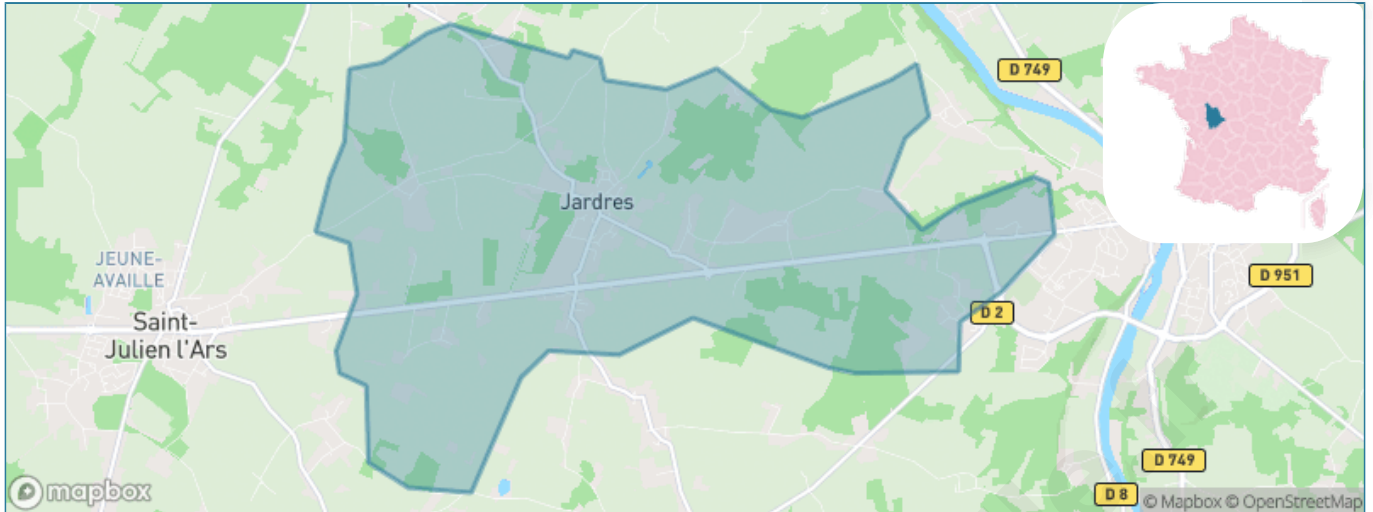 D 749
Jardres
JEUNE-
AVAILLE
D 951
D 2
Saint-
Julien l'Ars
D 749
mapbox
D 8
© Mapbox © OpenStreetMap